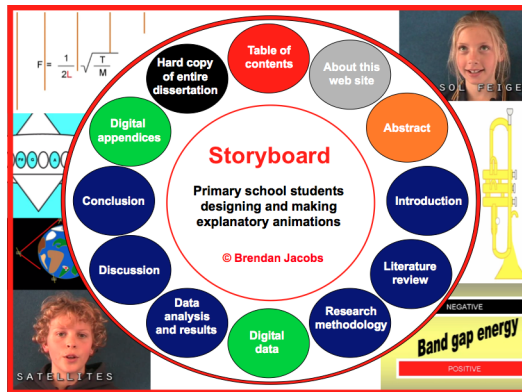 F = 1 / 2L √ T / M
Hard copy
of entire
dissertation
Table of
contents
About this
web site
SOL FEIGE
Digital
appendices
Abstract
Storyboard
Conclusion
Primary school students
designing and making
explanatory animations
Introduction
© Brendan Jacobs
Discussion
Literature
review
Data
analysis
and results
Digital
data
Research
methodology
NEGATIVE
Band gap energy
POSITIVE
SATELLITES